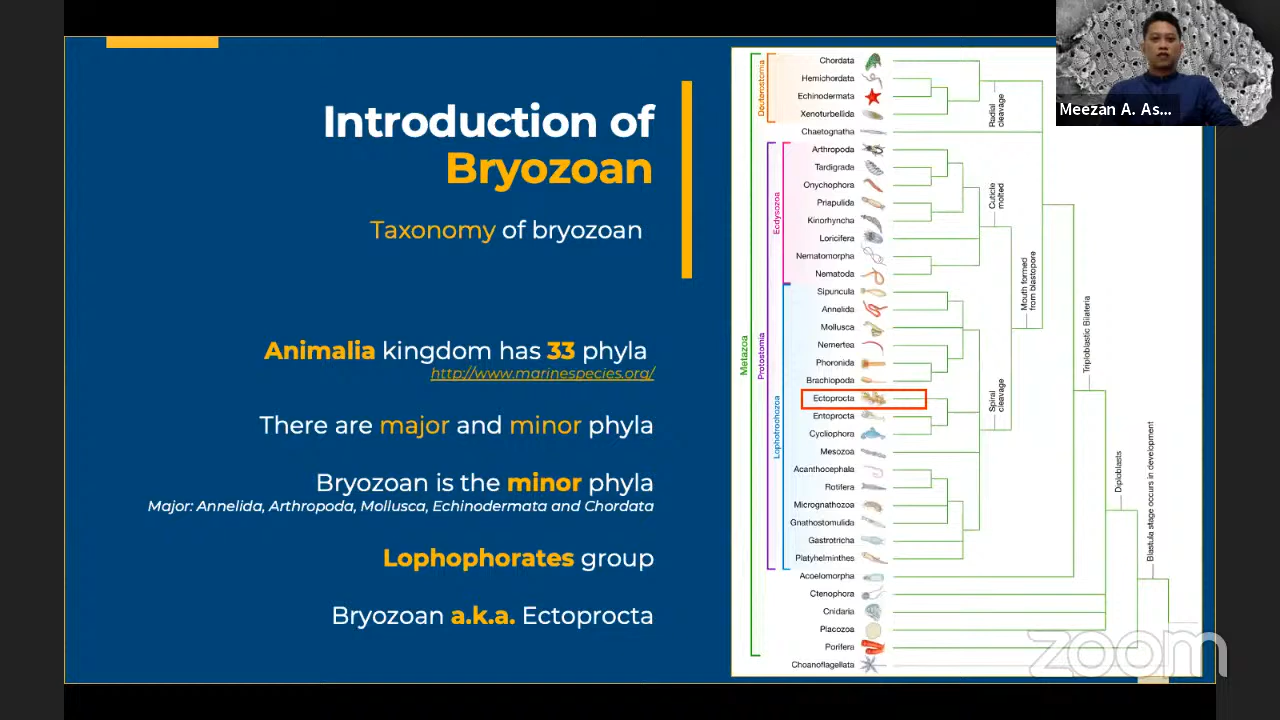 Introduction of
Bryozoan
Taxonomy of bryozoan
Animalia kingdom has 33 phyla
http://www.marinespecies.org/
There are major and minor phyla
Bryozoan is the minor phyla
Major: Annelida, Arthropoda, Mollusca, Echinodermata and Chordata
Lophophorates group
Bryozoan a.k.a. Ectoprocta
Metazoa
Deuterostomia
Protostomia
Ecdysozoa
Lophotrochozoa
Chordata
Hemichordata
Echinodermata
Xenoturbellida
Chaetognatha
Arthropoda
Tardigrada
Onychophora
Priapulida
Kinorhyncha
Loricifera
Nematomorpha
Nematoda
Sipuncula
Annelida
Mollusca
Nemertea
Phoronida
Brachiopoda
Ectoprocta
Entoprocta
Cycliophora
Mesozoa
Acanthocephala
Rotifera
Micrognathozoa
Gnathostomulida
Gastrotricha
Platyhelminthes
Acoelomorpha
Ctenophora
Cnidaria
Placozoa
Porifera
Choanoflagellata
Radial
cleavage
Cuticle
molted
Mouth formed
from blastopore
Spiral
cleavage
Triploblastic Bilateria
Diploblasts
Blastula stage occurs in development
Meezan A. As...
zoom